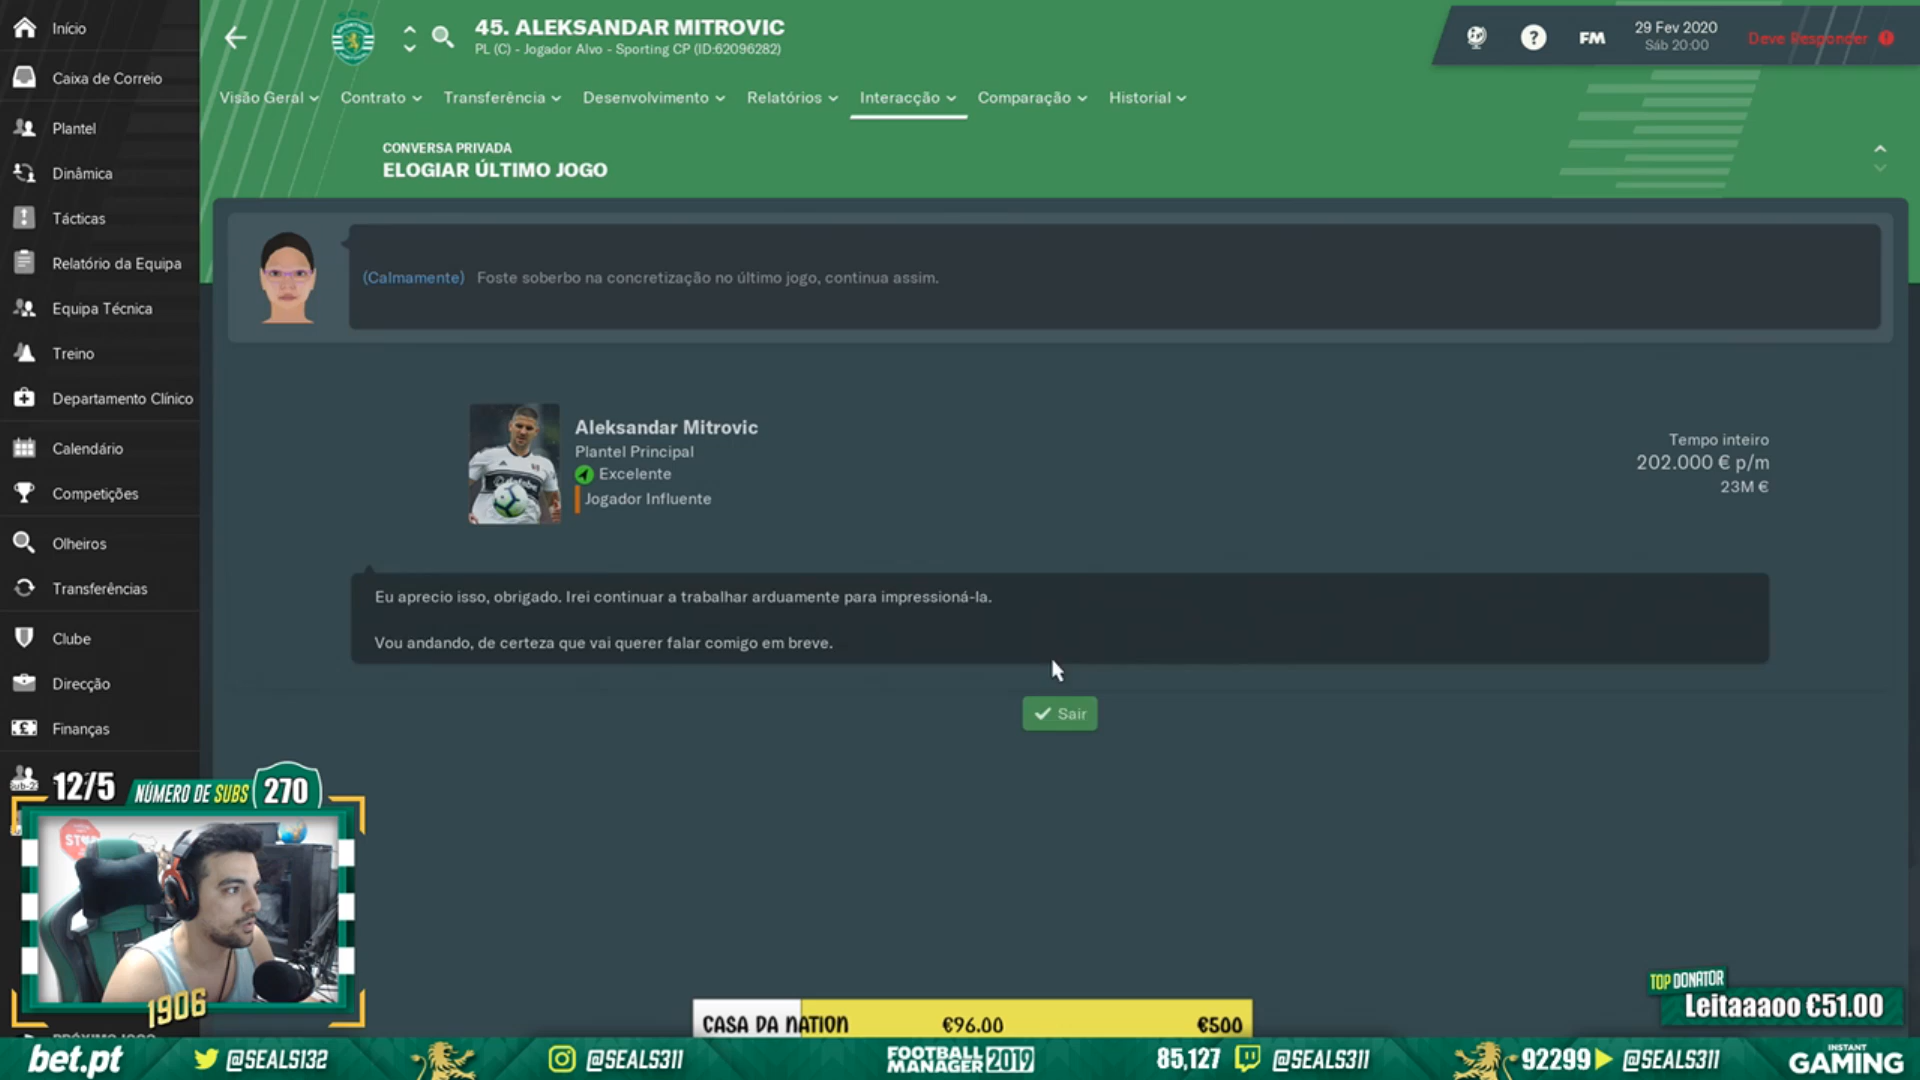 Início
Caixa de Correio
Plantel
Dinâmica
Tácticas
Relatório da Equipa
Equipa Técnica
Treino
Departamento Clínico
Calendário
Competições
Olheiros
Transferências
Clube
Direcção
Finanças
45. ALEKSANDAR MITROVIC
PL (C) - Jogador Alvo - Sporting CP (ID:62096282)
FM
29 Fev 2020
Sáb 20:00
Deve Responder
Visão Geral
Contrato
Transferência
Desenvolvimento
Relatórios
Interacção
Comparação
Historial
CONVERSA PRIVADA
ELOGIAR ÚLTIMO JOGO
(Calmamente) Foste soberbo na concretização no último jogo, continua assim.
Aleksandar Mitrovic
Plantel Principal
Excelente
Jogador Influente
Tempo inteiro
202.000 € p/m
23M €
Eu aprecio isso, obrigado. Irei continuar a trabalhar arduamente para impressioná-la.
Vou andando, de certeza que vai querer falar comigo em breve.
Sair
12/5
NÚMERO DE SUBS 270
1906
CASA DA NATION €96.00 €500
TOP DONATOR
Leitaaaoo €51.00
bet.pt
@SEALS132
@SEALS311
FOOTBALL MANAGER 2019
85,127 @SEALS311
92299 @SEALS311
INSTANT GAMING